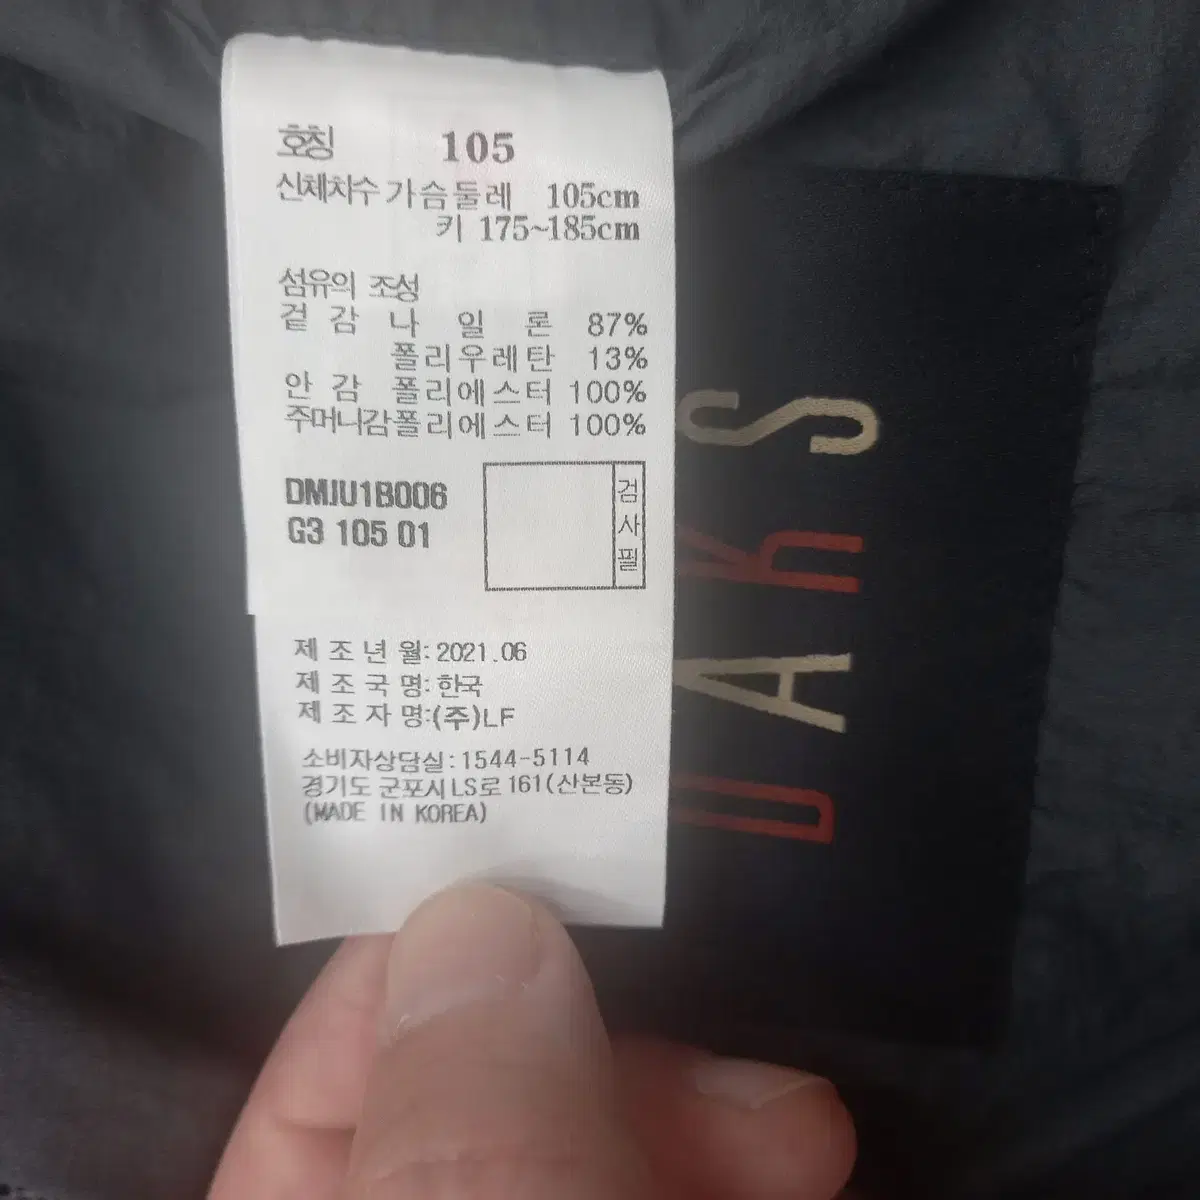 호칭 105
신체치수 가슴둘레 105cm
키 175~185cm
섬유의 조성
겉 감 나 일 론 87%
폴리우레탄 13%
안 감 폴리에스터 100%
주머니감폴리에스터 100%
DMJU1B006
G3 105 01
검
사
필
제 조 년 월: 2021.06
제 조 국 명: 한국
제 조 자 명:(주)LF
소비자상담실:1544-5114
경기도 군포시 LS로 161(산본동)
(MADE IN KOREA)
DAKS